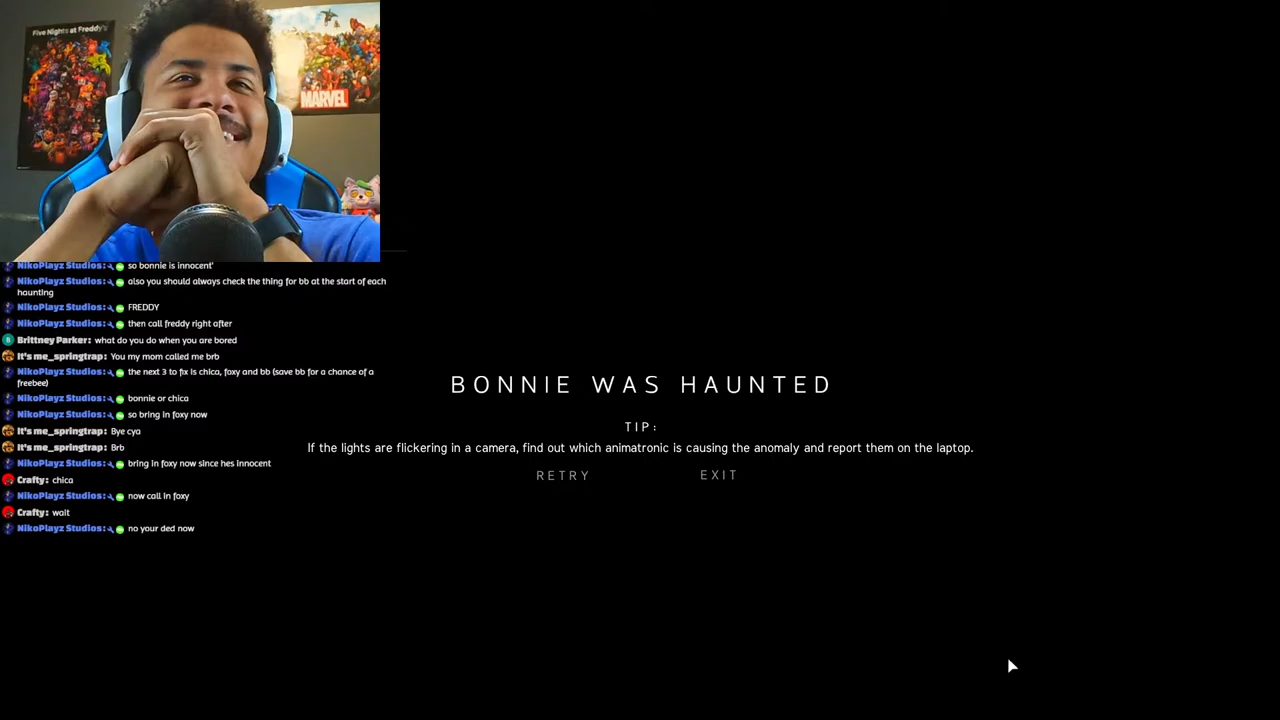 Five Nights at Freddy's
MARVEL
NikoPlayz Studios: so bonnie is innocent'
NikoPlayz Studios: also you should always check the thing for bb at the start of each
haunting
NikoPlayz Studios: FREDDY
NikoPlayz Studios: then call freddy right after
B Brittney Parker: what do you do when you are bored
It's me_springtrap: You my mom called me brb
NikoPlayz Studios: the next 3 to fix is chica, foxy and bb (save bb for a chance of a
freebee)
NikoPlayz Studios: bonnie or chica
NikoPlayz Studios: so bring in foxy now
It's me_springtrap: Bye cya
It's me_springtrap: Brb
NikoPlayz Studios: bring in foxy now since hes innocent
Crafty: chica
NikoPlayz Studios: now call in foxy
Crafty: wait
NikoPlayz Studios: no your ded now
BONNIE WAS HAUNTED
TIP:
If the lights are flickering in a camera, find out which animatronic is causing the anomaly and report them on the laptop.
RETRY EXIT